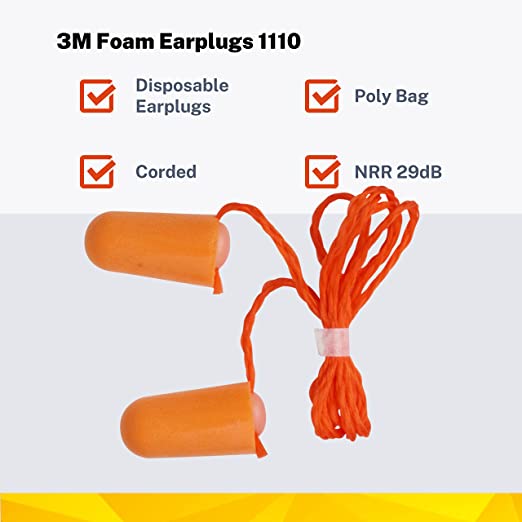 3M Foam Earplugs 1110
Disposable
Earplugs
Poly Bag
Corded
NRR 29dB